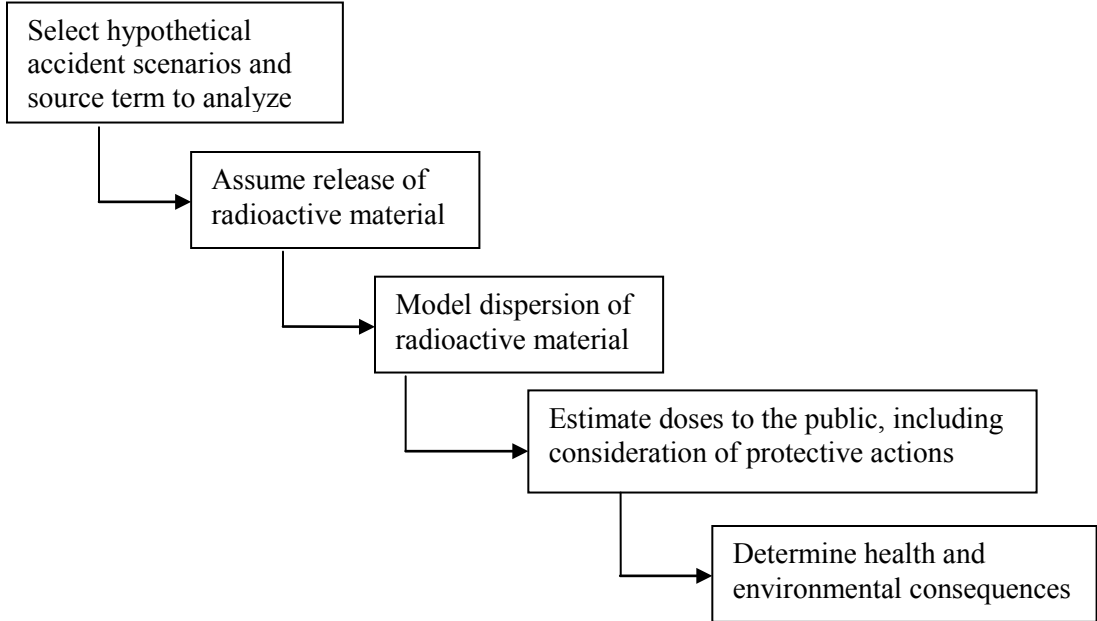 Select hypothetical
accident scenarios and
source term to analyze
Assume release of
radioactive material
Model dispersion of
radioactive material
Estimate doses to the public, including
consideration of protective actions
Determine health and
environmental consequences